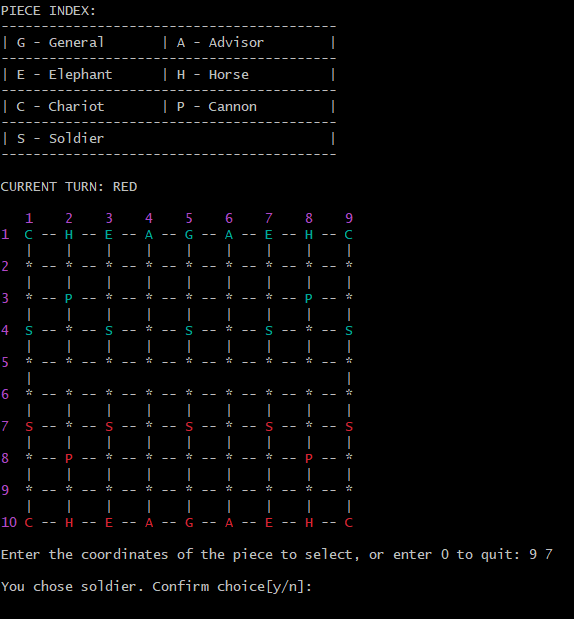 PIECE INDEX:
------------------------------------------
| G - General       | A - Advisor        |
------------------------------------------
| E - Elephant      | H - Horse          |
------------------------------------------
| C - Chariot       | P - Cannon         |
------------------------------------------
| S - Soldier                            |
------------------------------------------
CURRENT TURN: RED
   1    2    3    4    5    6    7    8    9
1  C -- H -- E -- A -- G -- A -- E -- H -- C
   |    |    |    |    |    |    |    |    |
2  * -- * -- * -- * -- * -- * -- * -- * -- *
   |    |    |    |    |    |    |    |    |
3  * -- P -- * -- * -- * -- * -- * -- P -- *
   |    |    |    |    |    |    |    |    |
4  S -- * -- S -- * -- S -- * -- S -- * -- S
   |    |    |    |    |    |    |    |    |
5  * -- * -- * -- * -- * -- * -- * -- * -- *
   |                                       |
6  * -- * -- * -- * -- * -- * -- * -- * -- *
   |    |    |    |    |    |    |    |    |
7  S -- * -- S -- * -- S -- * -- S -- * -- S
   |    |    |    |    |    |    |    |    |
8  * -- P -- * -- * -- * -- * -- * -- P -- *
   |    |    |    |    |    |    |    |    |
9  * -- * -- * -- * -- * -- * -- * -- * -- *
   |    |    |    |    |    |    |    |    |
10 C -- H -- E -- A -- G -- A -- E -- H -- C
Enter the coordinates of the piece to select, or enter 0 to quit: 9 7
You chose soldier. Confirm choice[y/n]: